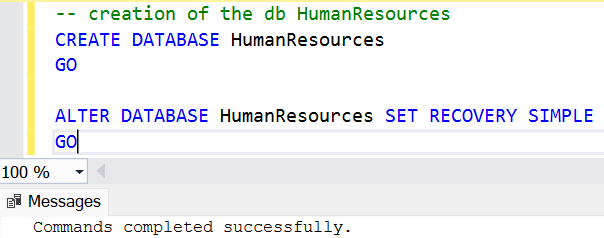 -- creation of the db HumanResources
CREATE DATABASE HumanResources
GO
ALTER DATABASE HumanResources SET RECOVERY SIMPLE
GO
100 %
Messages
Commands completed successfully.